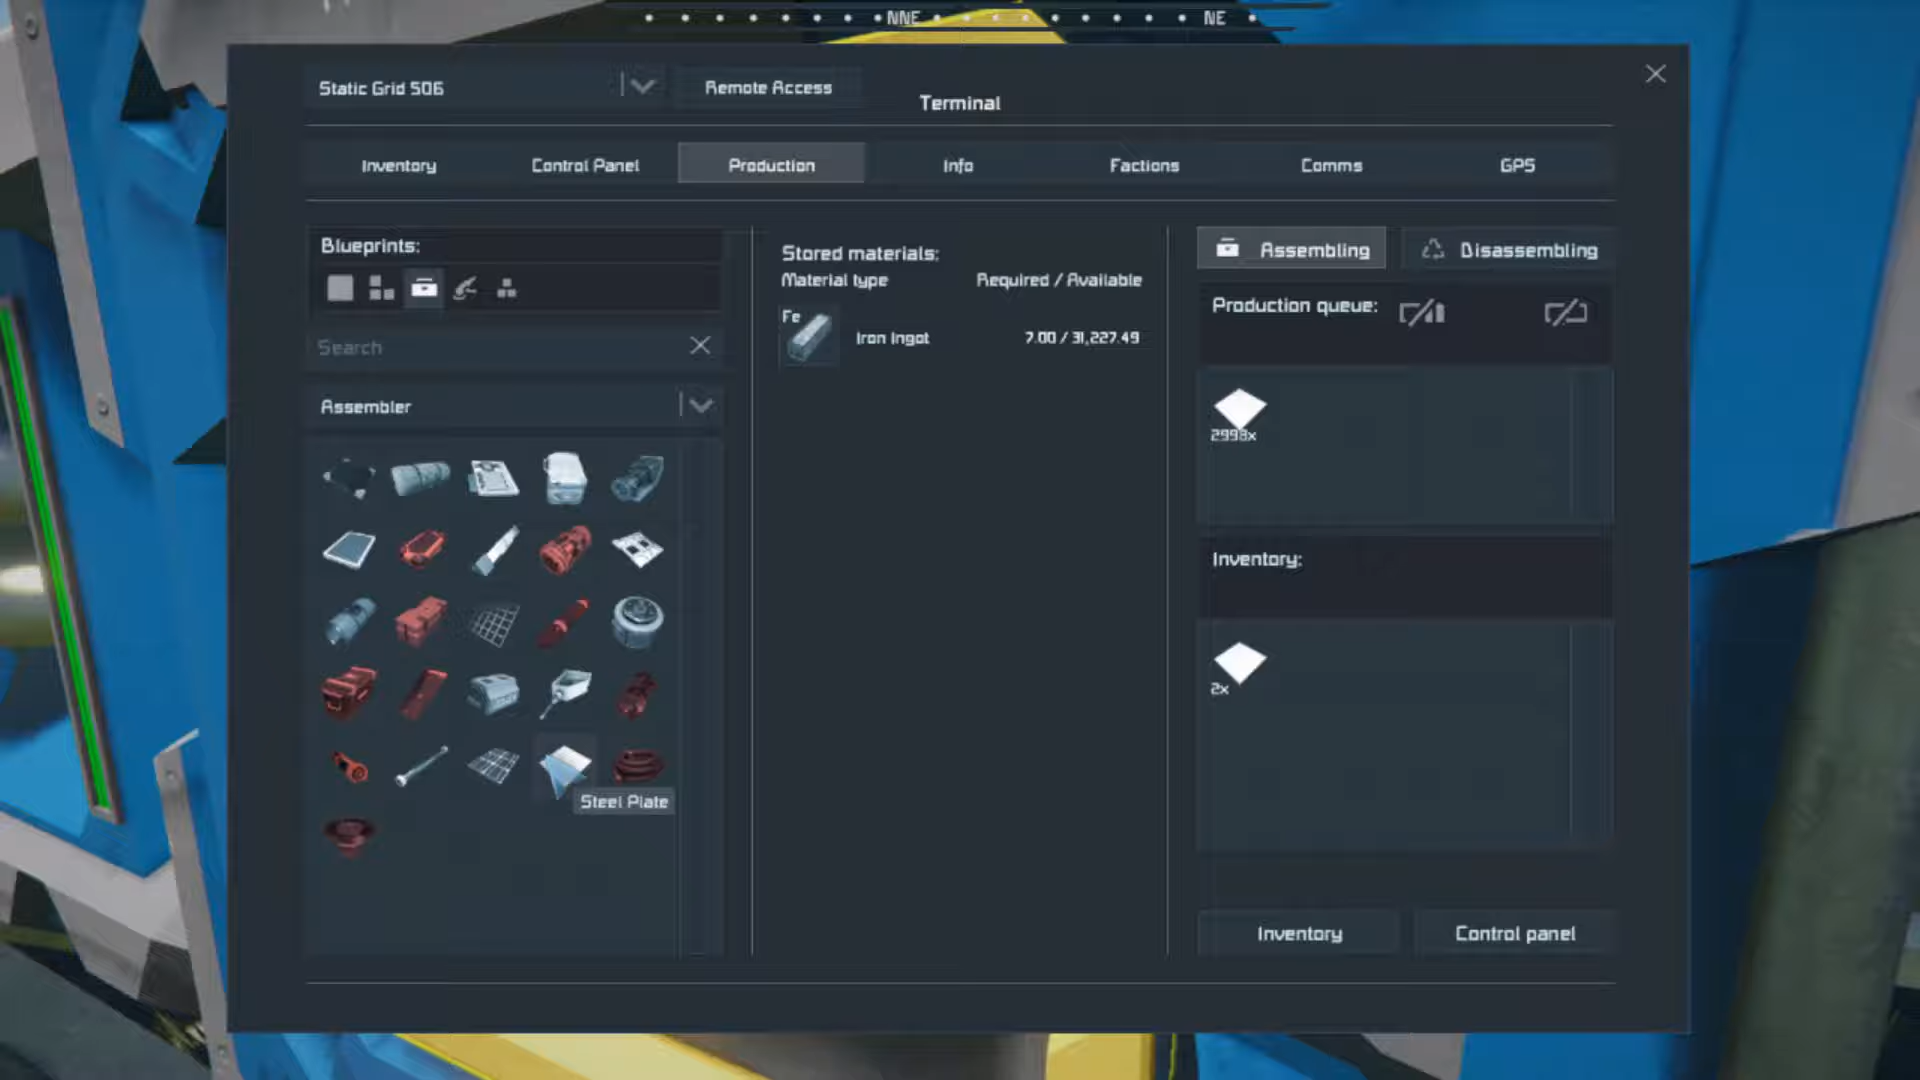 NNE NE
Static Grid 506
Remote Access
Terminal
Inventory
Control Panel
Production
Info
Factions
Comms
GPS
Blueprints:
Search
Assembler
Steel Plate
Stored materials:
Material type Required / Available
Fe
Iron Ingot 7.00 / 31,227.49
Assembling
Disassembling
Production queue:
2998x
Inventory:
2x
Inventory
Control panel